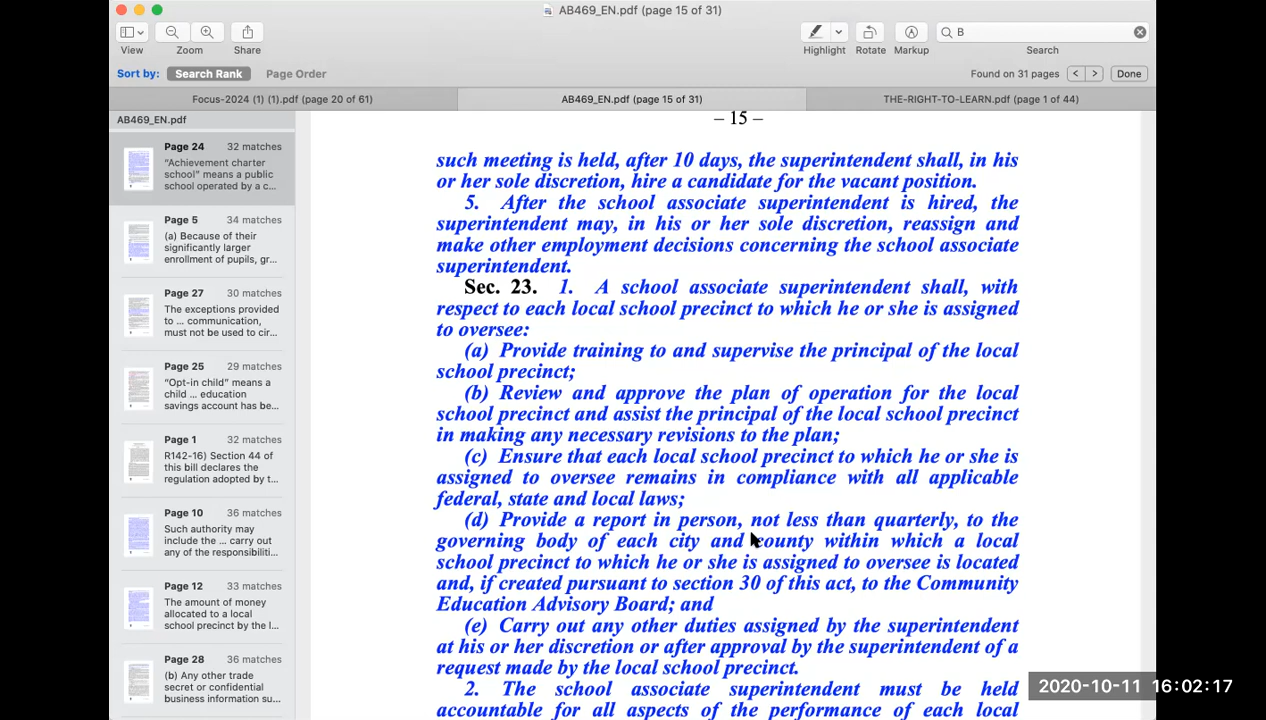 AB469_EN.pdf (page 15 of 31)
View
Zoom
Share
Highlight
Rotate
Markup
B
Search
Sort by:
Search Rank
Page Order
Found on 31 pages
Done
Focus-2024 (1) (1).pdf (page 20 of 61)
AB469_EN.pdf (page 15 of 31)
THE-RIGHT-TO-LEARN.pdf (page 1 of 44)
AB469_EN.pdf
Page 24 32 matches
“Achievement charter
school” means a public
school operated by a c...
Page 5 34 matches
(a) Because of their
significantly larger
enrollment of pupils, gr...
Page 27 30 matches
The exceptions provided
to ... communication,
must not be used to cir...
Page 25 29 matches
“Opt-in child” means a
child ... education
savings account has be...
Page 1 32 matches
R142-16) Section 44 of
this bill declares the
regulation adopted by t...
Page 10 36 matches
Such authority may
include the ... carry out
any of the responsibiliti...
Page 12 33 matches
The amount of money
allocated to a local
school precinct by the l...
Page 28 36 matches
(b) Any other trade
secret or confidential
business information su...
– 15 –
such meeting is held, after 10 days, the superintendent shall, in his
or her sole discretion, hire a candidate for the vacant position.
5. After the school associate superintendent is hired, the
superintendent may, in his or her sole discretion, reassign and
make other employment decisions concerning the school associate
superintendent.
Sec. 23. 1. A school associate superintendent shall, with
respect to each local school precinct to which he or she is assigned
to oversee:
(a) Provide training to and supervise the principal of the local
school precinct;
(b) Review and approve the plan of operation for the local
school precinct and assist the principal of the local school precinct
in making any necessary revisions to the plan;
(c) Ensure that each local school precinct to which he or she is
assigned to oversee remains in compliance with all applicable
federal, state and local laws;
(d) Provide a report in person, not less than quarterly, to the
governing body of each city and county within which a local
school precinct to which he or she is assigned to oversee is located
and, if created pursuant to section 30 of this act, to the Community
Education Advisory Board; and
(e) Carry out any other duties assigned by the superintendent
at his or her discretion or after approval by the superintendent of a
request made by the local school precinct.
2. The school associate superintendent must be held
accountable for all aspects of the performance of each local
2020-10-11 16:02:17